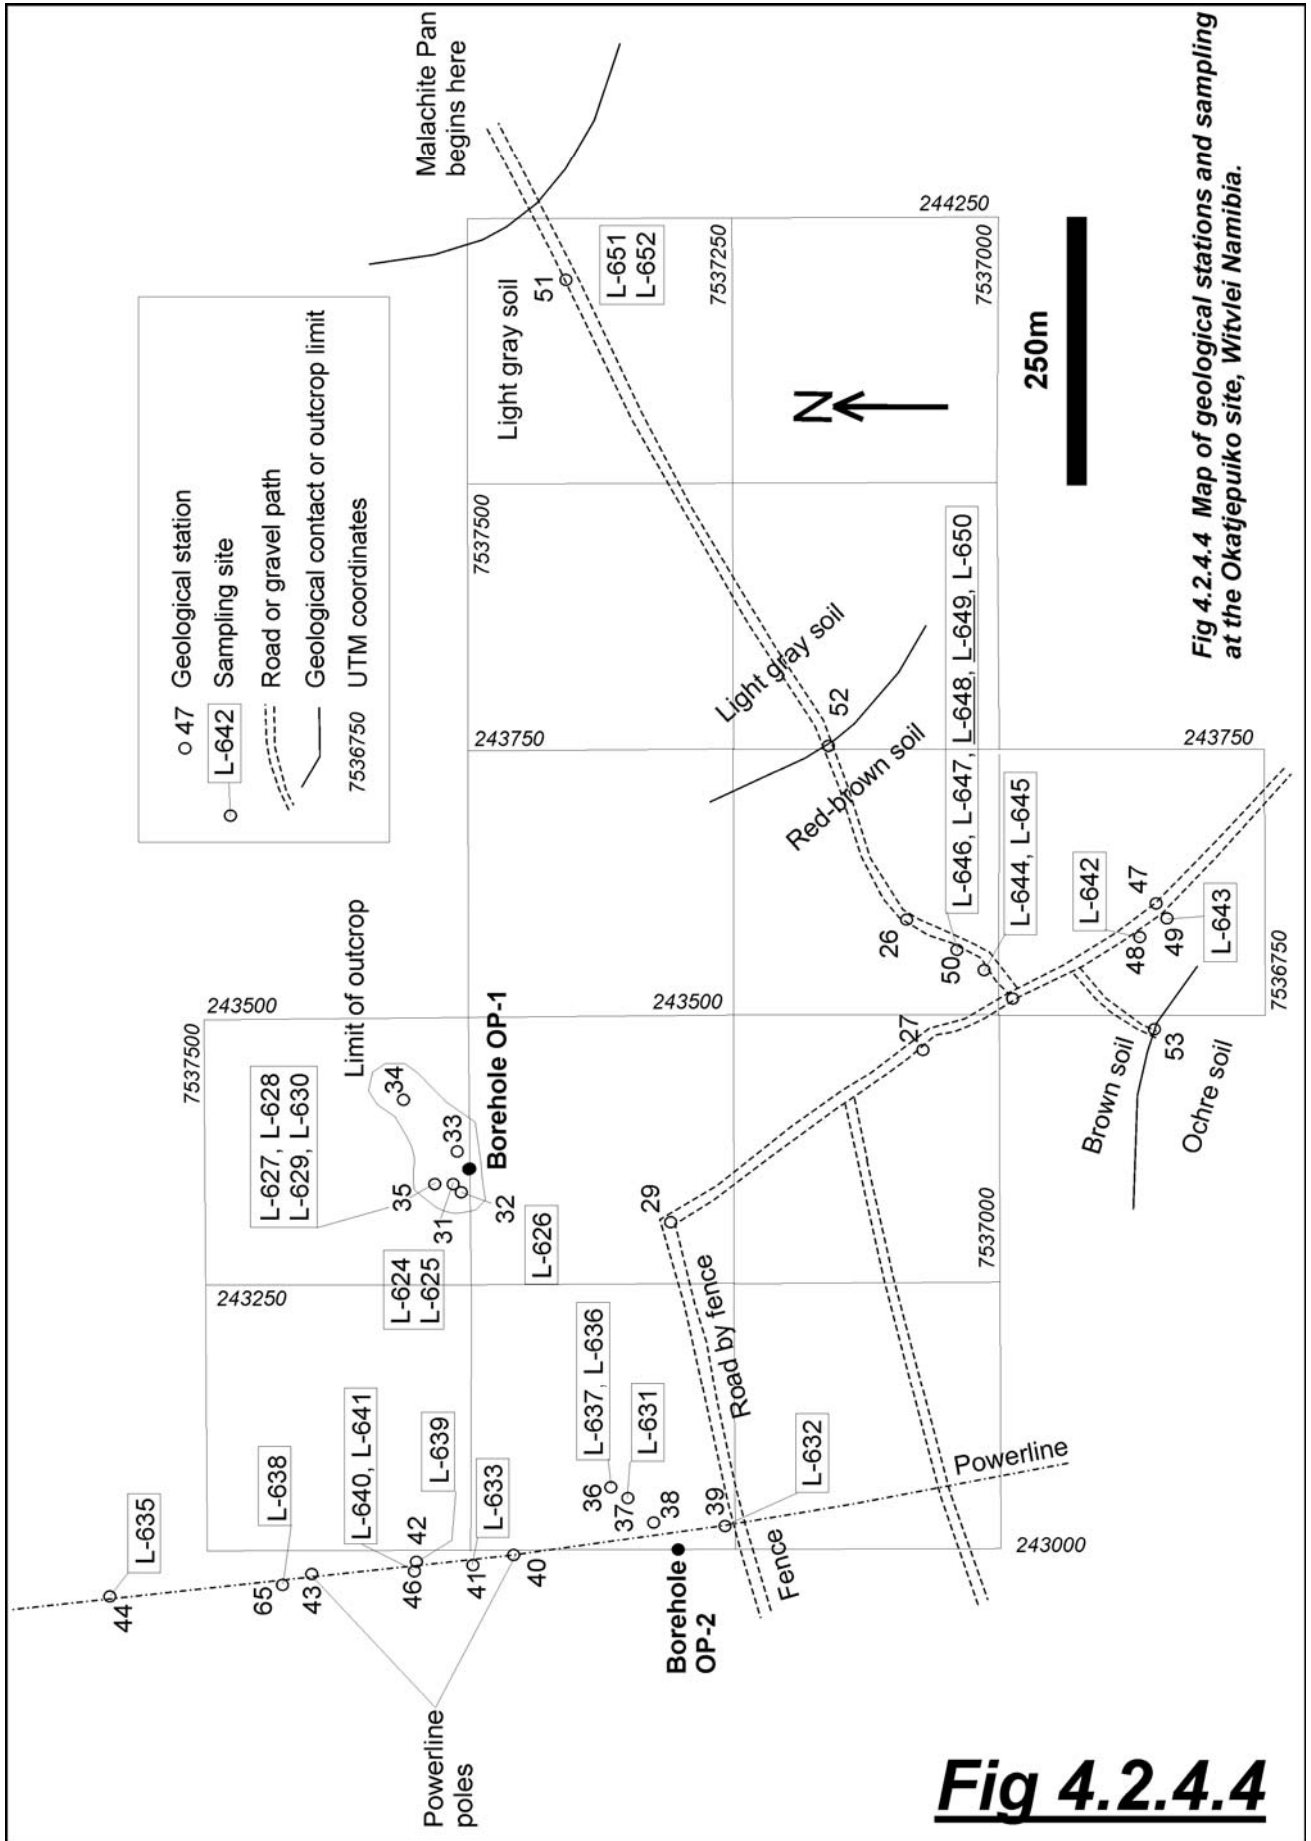 Malachite Pan
begins here
47 Geological station
L-642 Sampling site
Road or gravel path
Geological contact or outcrop limit
7536750 UTM coordinates
Light gray soil
51
L-651
L-652
244250
7537250
7537000
7537500
250m
N
Light gray soil
52
Red-brown soil
243750
243750
L-646, L-647, L-648, L-649, L-650
L-644, L-645
26
50
L-642
47
48
49
L-643
7536750
243500
243500
7537500
Limit of outcrop
34
33
Borehole OP-1
35
31
32
L-627, L-628
L-629, L-630
L-624
L-625
L-626
27
29
Brown soil
53
Ochre soil
7537000
243250
Road by fence
L-637, L-636
L-631
36
37
38
39
L-632
Powerline
Fence
243000
L-635
44
L-638
65
43
L-640, L-641
L-639
42
46
L-633
41
40
Borehole
OP-2
Powerline
poles
Fig 4.2.4.4 Map of geological stations and sampling
at the Okatjepuiko site, Witvlei Namibia.
Fig 4.2.4.4